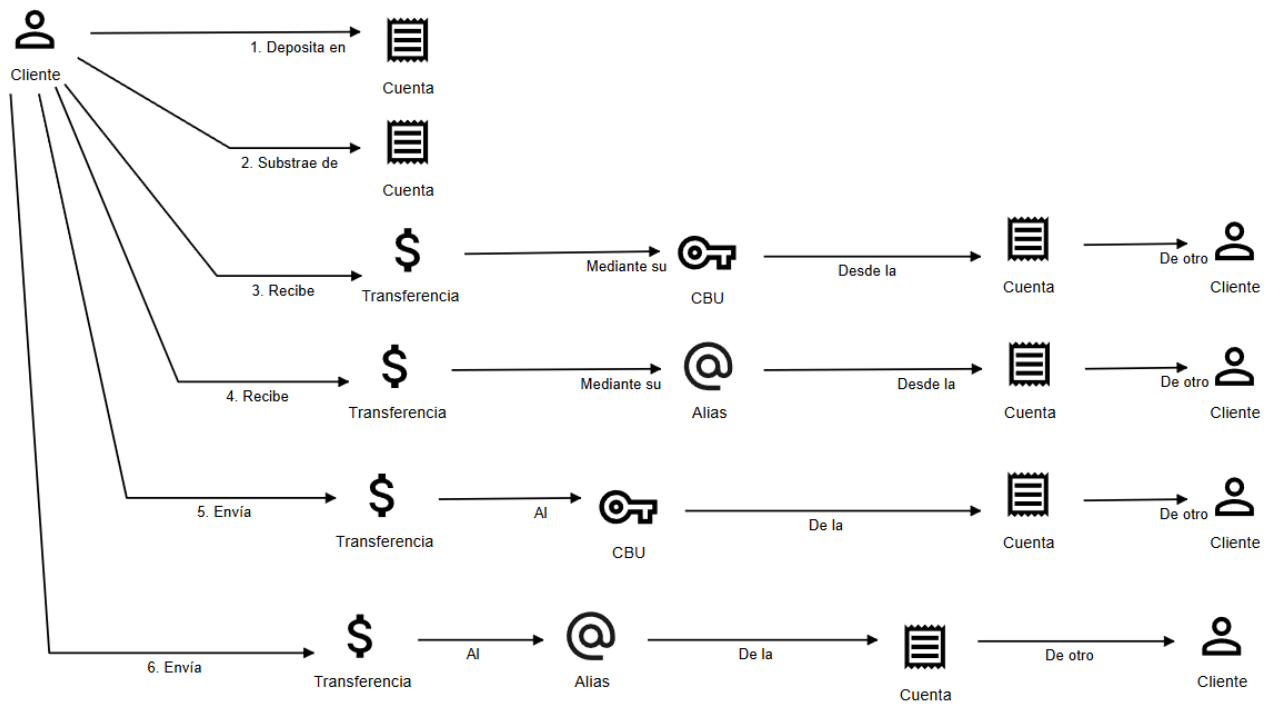 Cliente
1. Deposita en
Cuenta
2. Substrae de
Cuenta
3. Recibe
Transferencia
Mediante su
CBU
Desde la
Cuenta
De otro
Cliente
4. Recibe
Transferencia
Mediante su
Alias
Desde la
Cuenta
De otro
Cliente
5. Envía
Transferencia
Al
CBU
De la
Cuenta
De otro
Cliente
6. Envía
Transferencia
Al
Alias
De la
Cuenta
De otro
Cliente